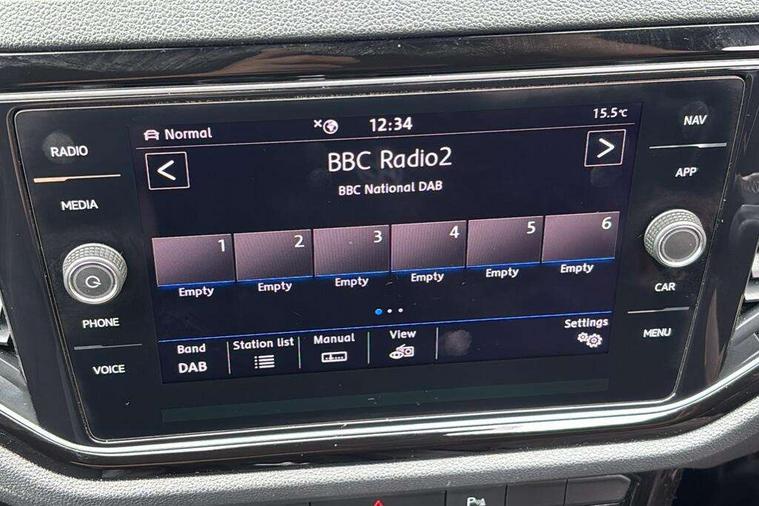 RADIO
MEDIA
PHONE
VOICE
Normal
12:34
15.5°C
<
BBC Radio2
>
BBC National DAB
1 2 3 4 5 6
Empty Empty Empty Empty Empty Empty
Band
DAB
Station list
Manual
View
Settings
NAV
APP
CAR
MENU